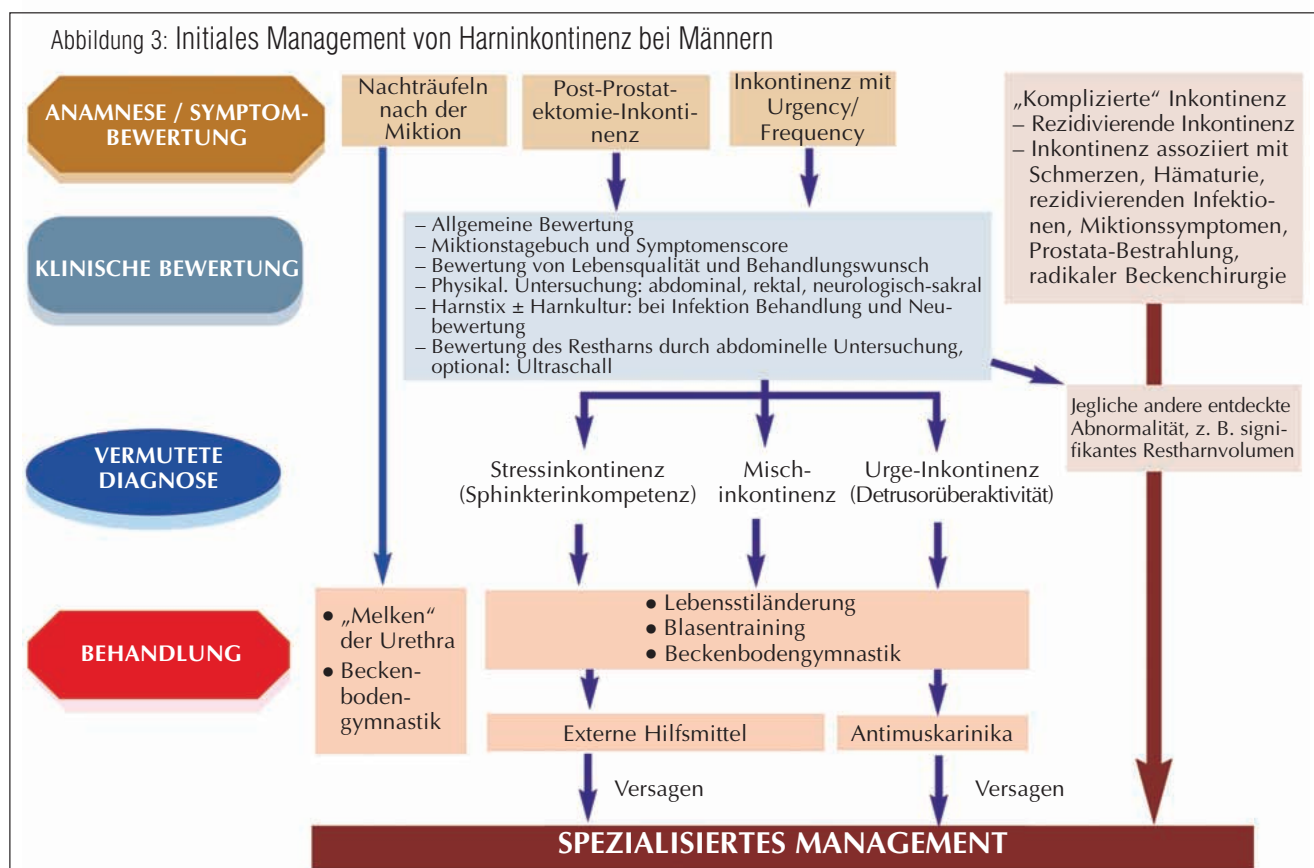 Abbildung 3: Initiales Management von Harninkontinenz bei Männern
ANAMNESE / SYMPTOM-
BEWERTUNG
Nachträufeln
nach der
Miktion
Post-Prostat-
ektomie-Inkonti-
nenz
Inkontinenz mit
Urgency/
Frequency
„Komplizierte“ Inkontinenz
– Rezidivierende Inkontinenz
– Inkontinenz assoziiert mit
Schmerzen, Hämaturie,
rezidivierenden Infektio-
nen, Miktionssymptomen,
Prostata-Bestrahlung,
radikaler Beckenchirurgie
KLINISCHE BEWERTUNG
– Allgemeine Bewertung
– Miktionstagebuch und Symptomenscore
– Bewertung von Lebensqualität und Behandlungswunsch
– Physikal. Untersuchung: abdominal, rektal, neurologisch-sakral
– Harnstix ± Harnkultur: bei Infektion Behandlung und Neu-
bewertung
– Bewertung des Restharns durch abdominelle Untersuchung,
optional: Ultraschall
Jegliche andere entdeckte
Abnormalität, z. B. signi-
fikantes Restharnvolumen
VERMUTETE
DIAGNOSE
Stressinkontinenz
(Sphinkterinkompetenz)
Misch-
inkontinenz
Urge-Inkontinenz
(Detrusorüberaktivität)
BEHANDLUNG
● „Melken“
der Urethra
● Becken-
boden-
gymnastik
● Lebensstiländerung
● Blasentraining
● Beckenbodengymnastik
Externe Hilfsmittel
Antimuskarinika
Versagen
Versagen
SPEZIALISIERTES MANAGEMENT